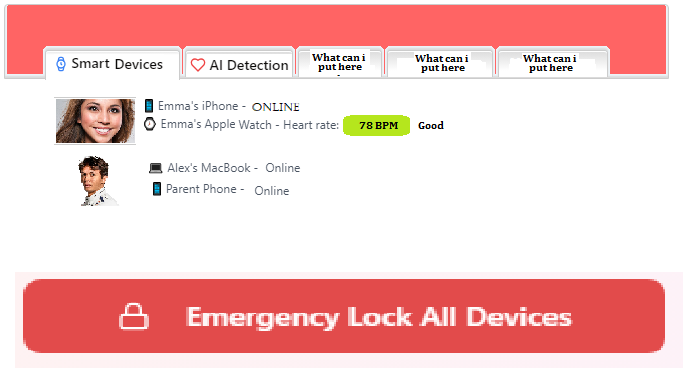 Smart Devices
AI Detection
What can i
put here
What can i
put here
What can i
put here
Emma's iPhone - ONLINE
Emma's Apple Watch - Heart rate: 78 BPM Good
Alex's MacBook - Online
Parent Phone - Online
Emergency Lock All Devices